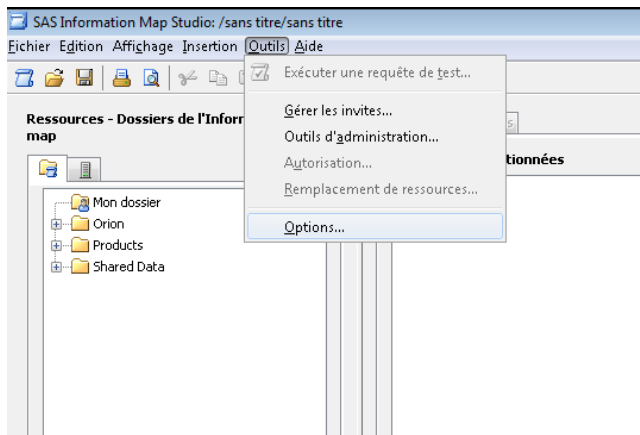 SAS Information Map Studio: /sans titre/sans titre
Fichier Edition Affichage Insertion Outils Aide
Exécuter une requête de test...
Gérer les invites...
Outils d'administration...
Autorisation...
Remplacement de ressources...
Options...
Ressources - Dossiers de l'Infor
map
s
tionnées
Mon dossier
Orion
Products
Shared Data